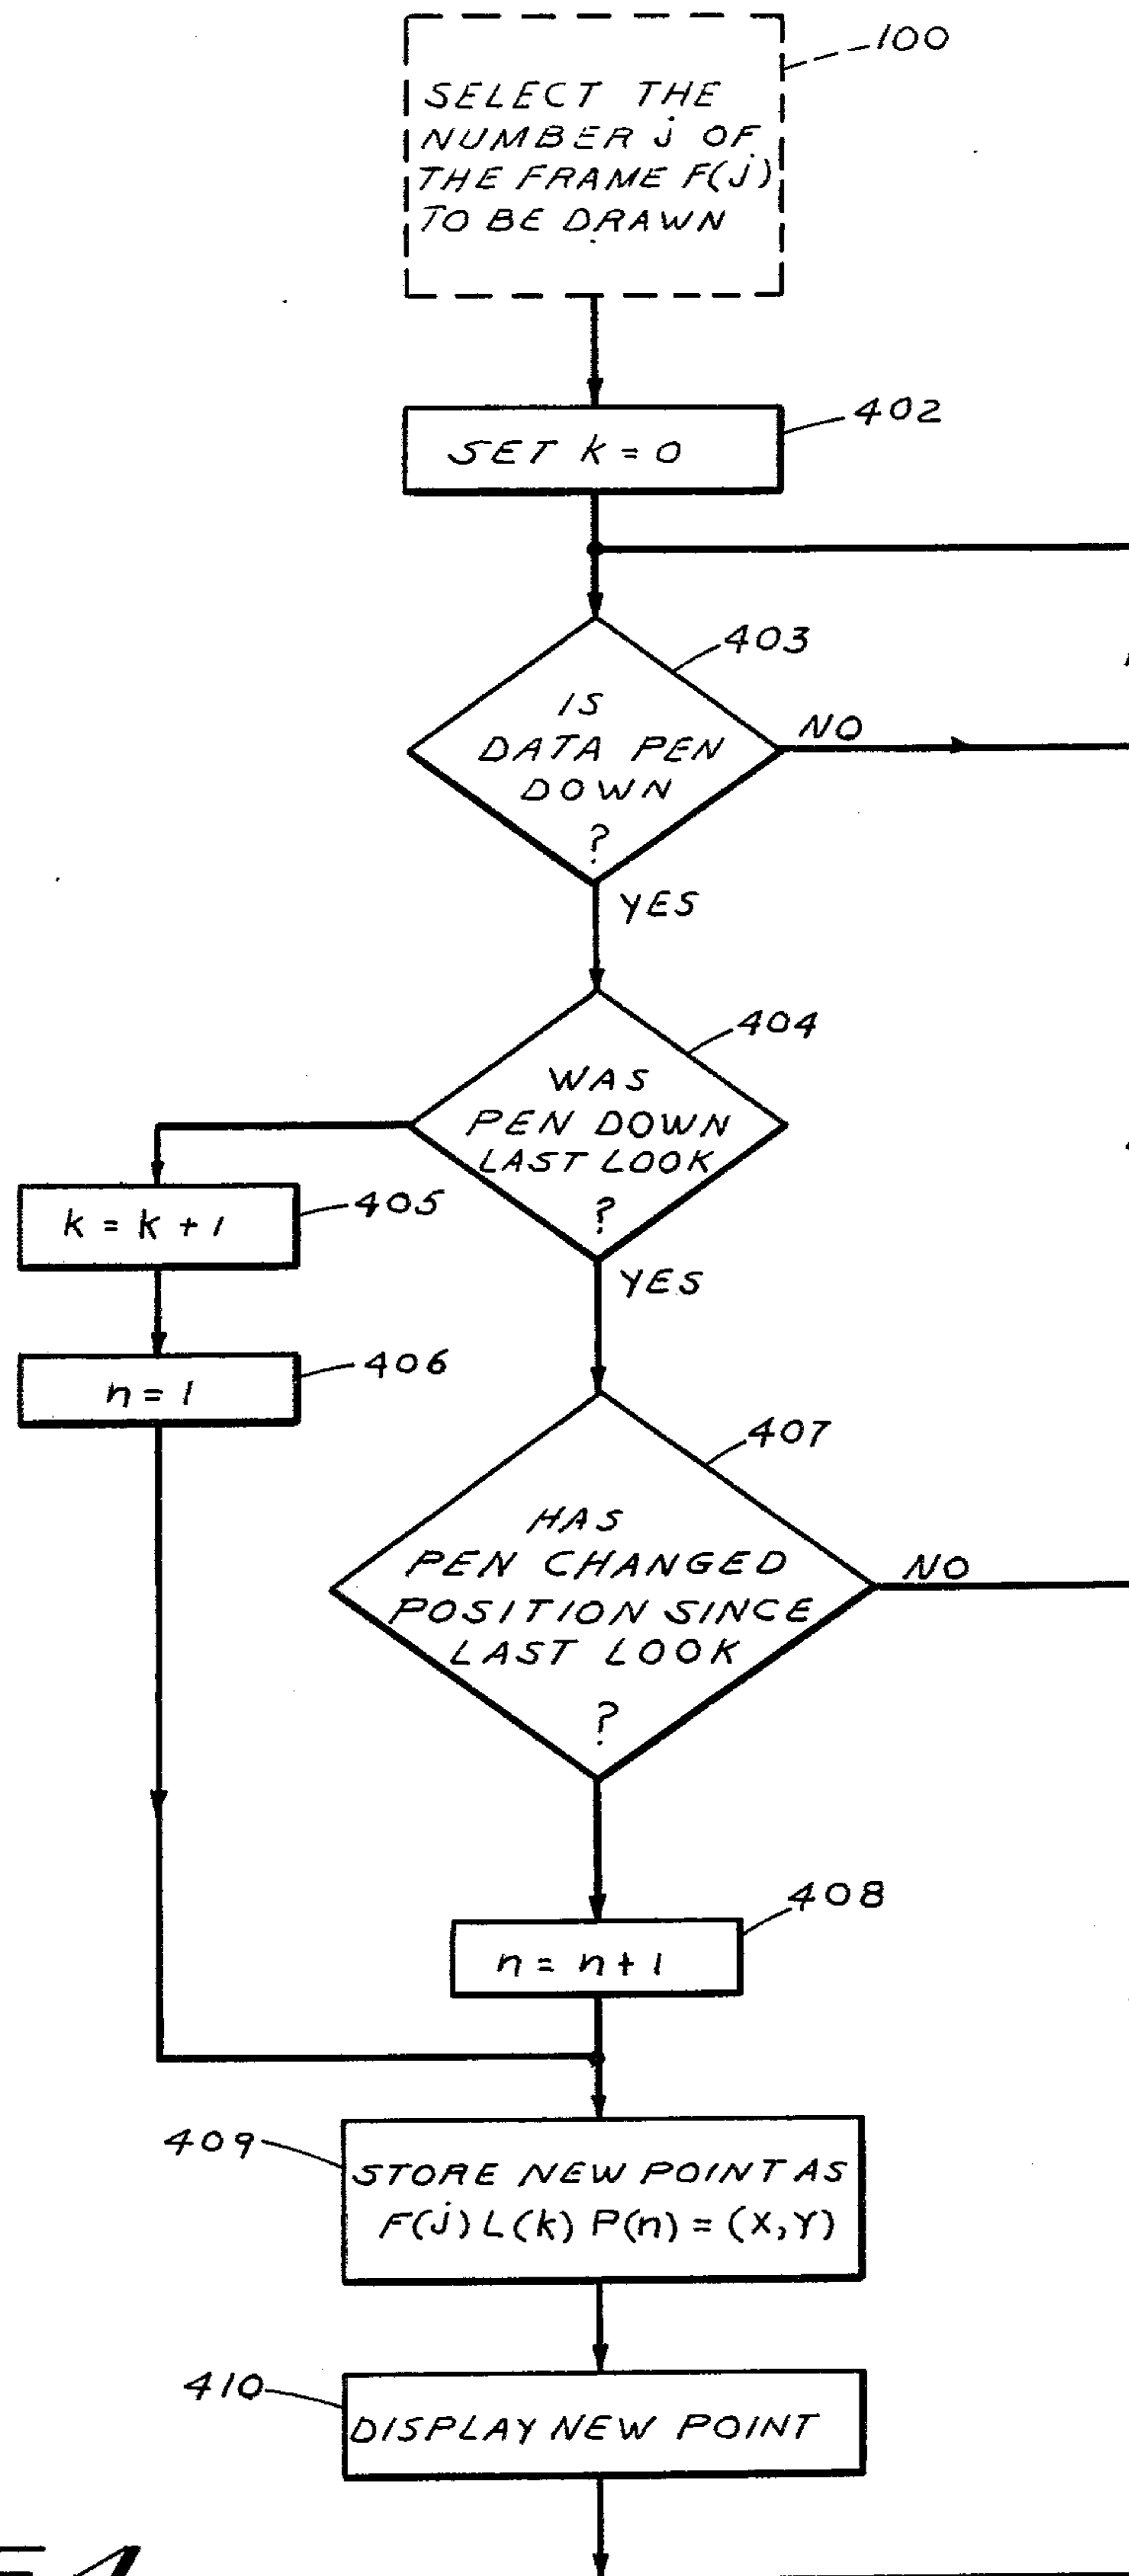 100
SELECT THE
NUMBER j OF
THE FRAME F(j)
TO BE DRAWN
402
SET k = 0
403
IS
DATA PEN
DOWN
?
NO
YES
404
WAS
PEN DOWN
LAST LOOK
?
405
k = k + 1
YES
406
n = 1
407
HAS
PEN CHANGED
POSITION SINCE
LAST LOOK
?
NO
408
n = n + 1
409
STORE NEW POINT AS
F(j) L(k) P(n) = (X,Y)
410
DISPLAY NEW POINT